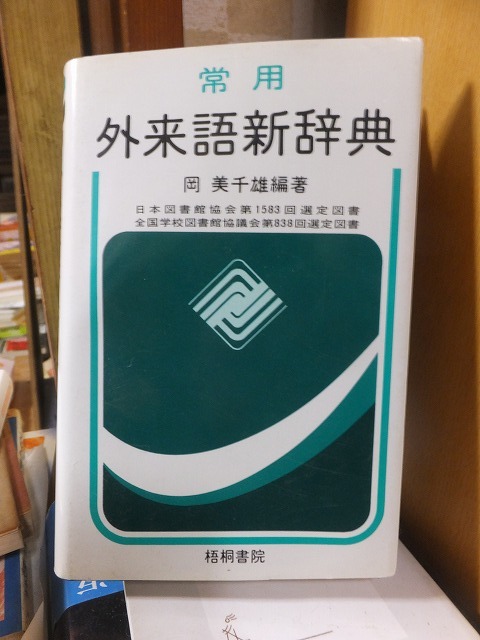 常用
外来語新辞典
岡 美千雄編著
日本図書館協会第1583回選定図書
全国学校図書館協議会第838回選定図書
梧桐書院